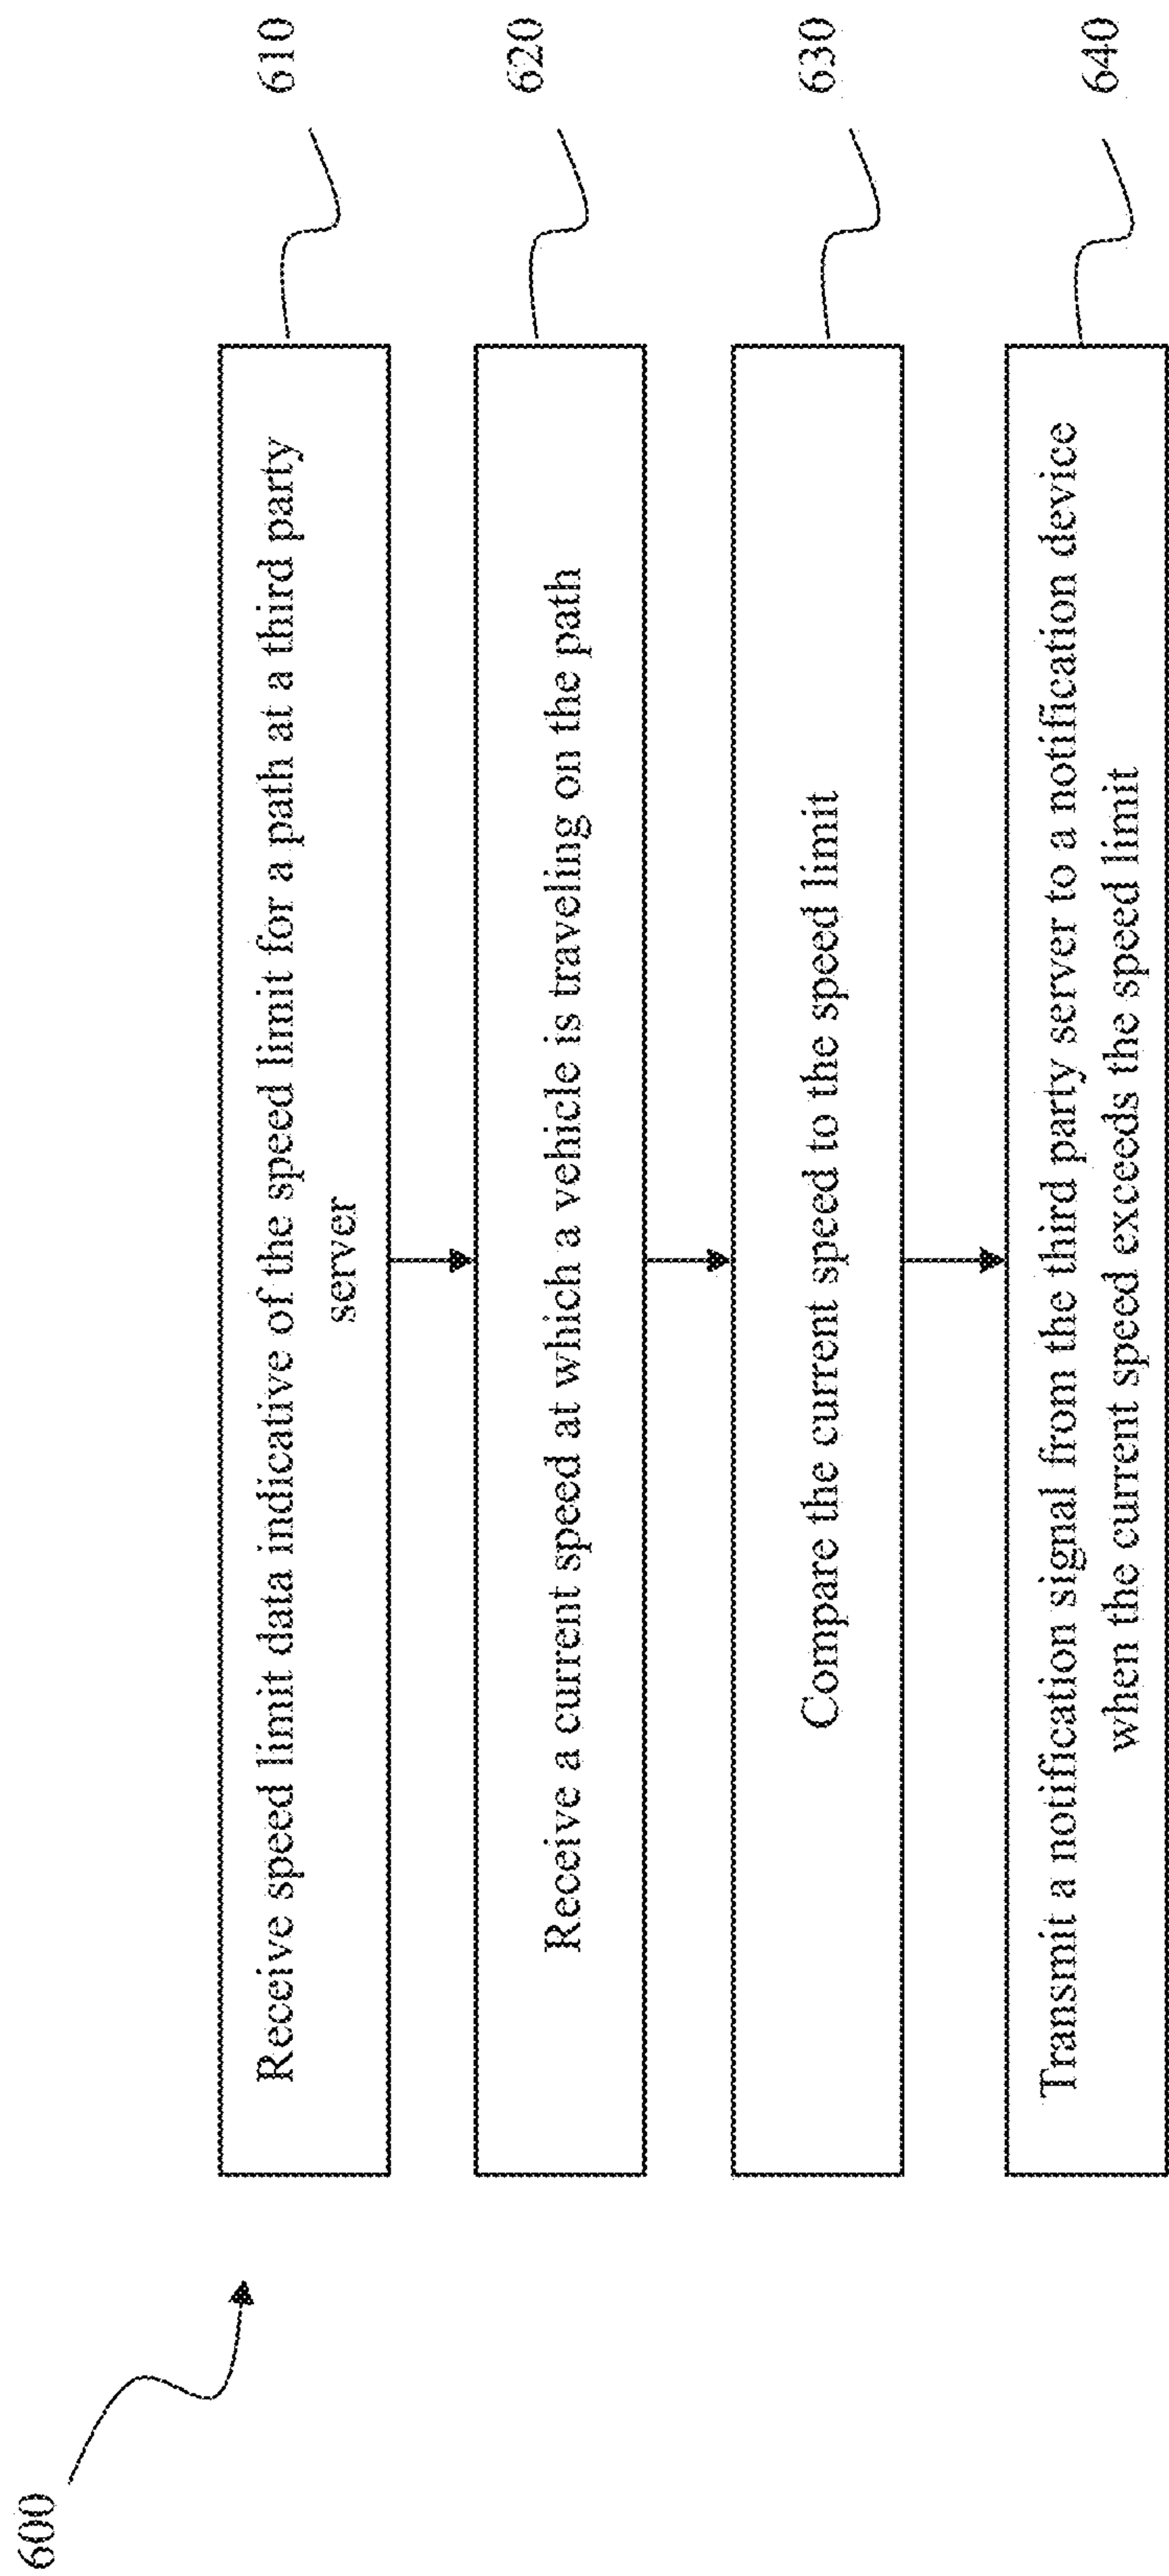 600
Receive speed limit data indicative of the speed limit for a path at a third party
server
610
Receive a current speed at which a vehicle is traveling on the path
620
Compare the current speed to the speed limit
630
Transmit a notification signal from the third party server to a notification device
when the current speed exceeds the speed limit
640